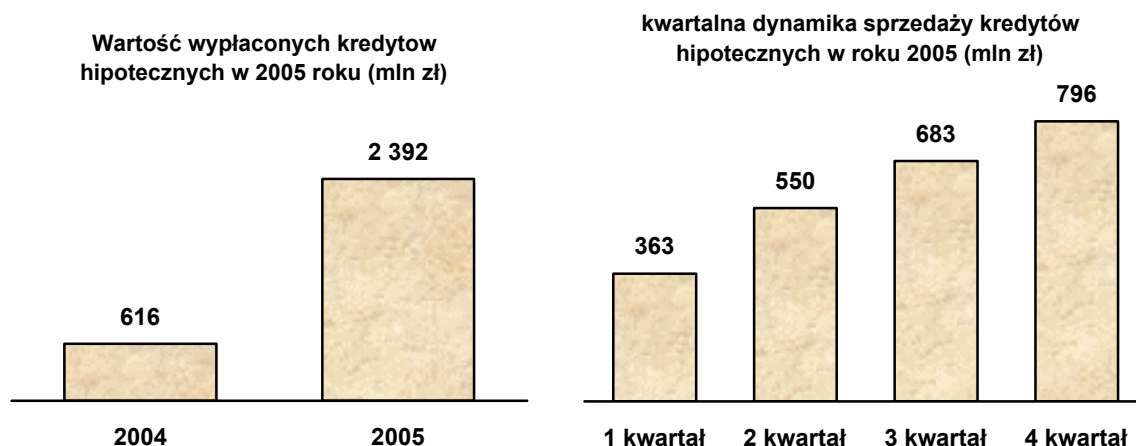 Wartość wypłaconych kredytow
hipotecznych w 2005 roku (mln zł)
616
2 392
2004
2005
kwartalna dynamika sprzedaży kredytów
hipotecznych w roku 2005 (mln zł)
363
550
683
796
1 kwartał
2 kwartał
3 kwartał
4 kwartał